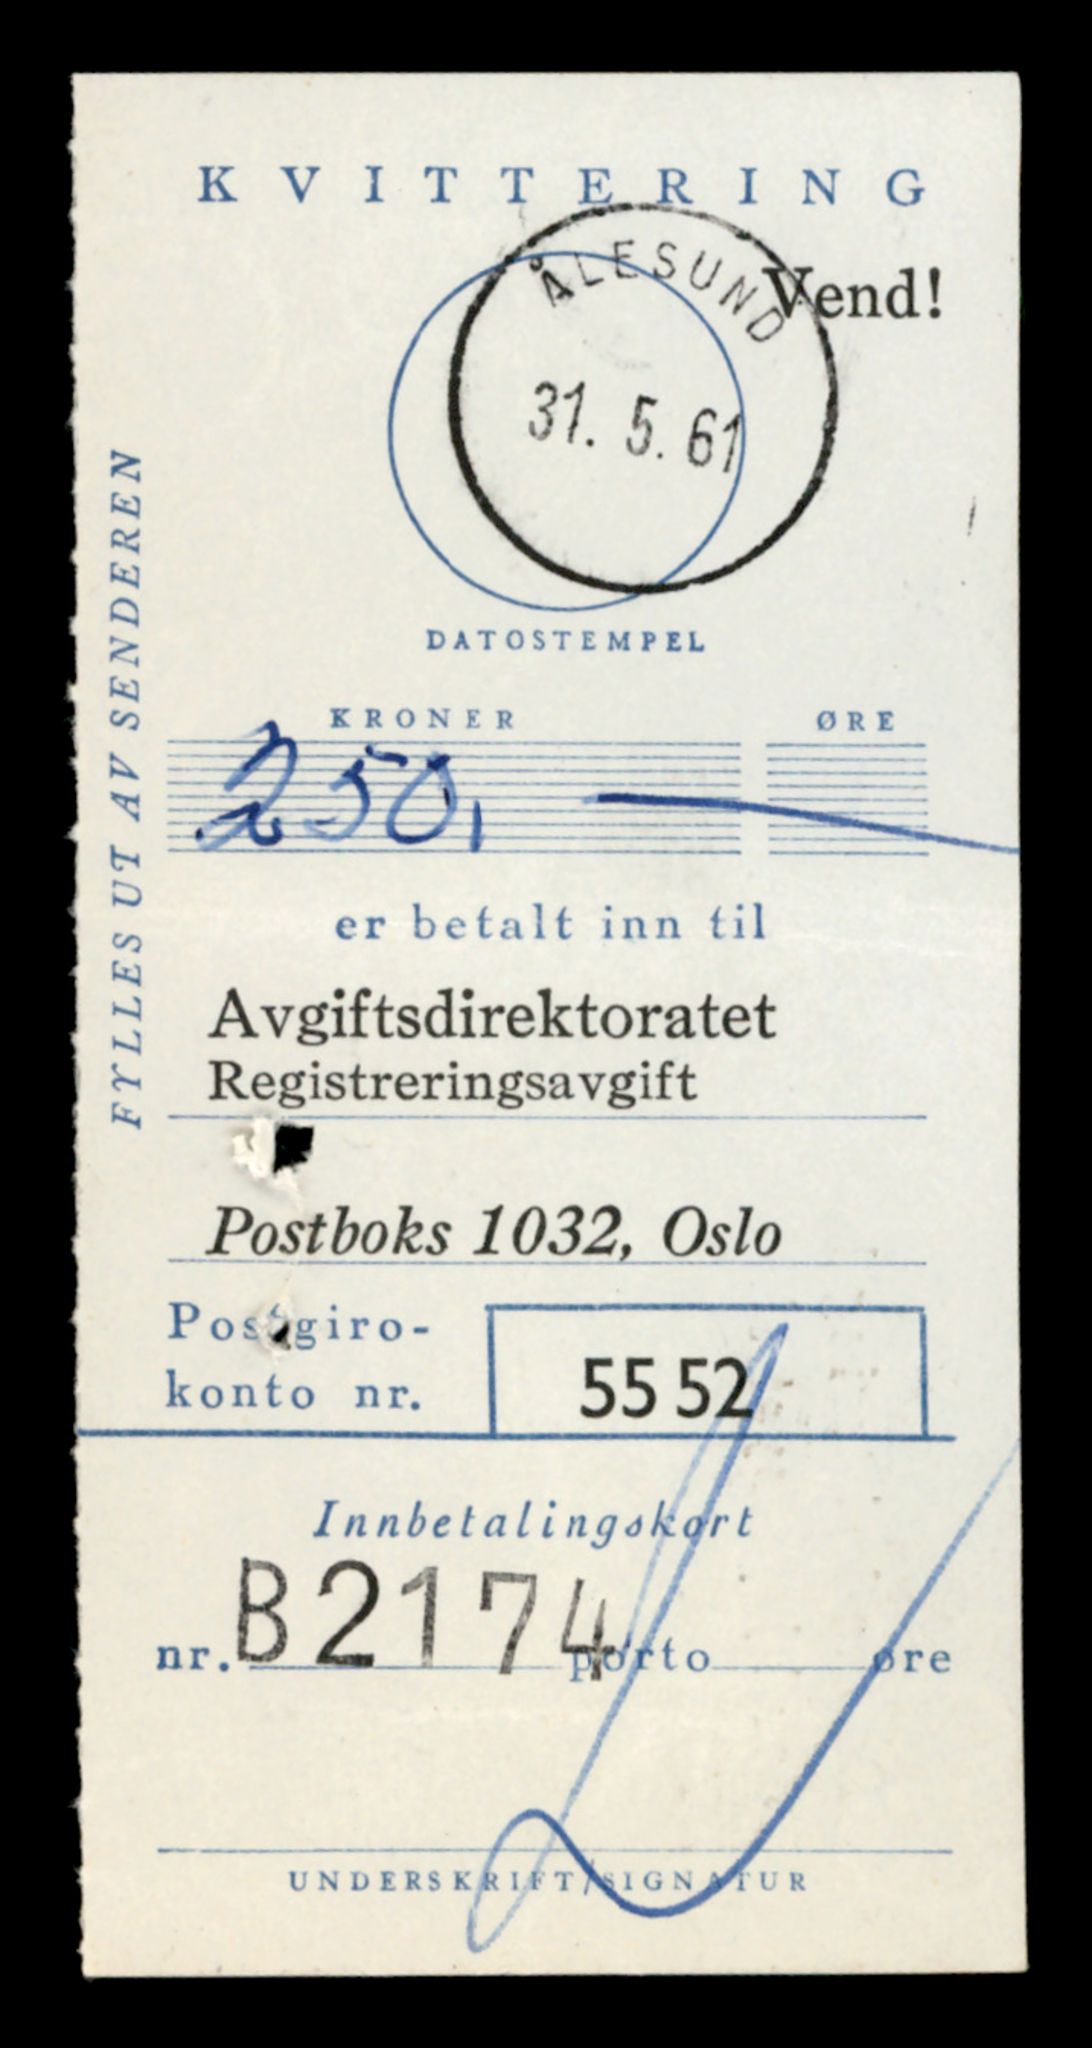 KVITTERING
ÅLESUND
Vend!
31. 5. 61
DATOSTEMPEL
FYLLES UT AV SENDEREN
KRONER ØRE
250,—
er betalt inn til
Avgiftsdirektoratet
Registreringsavgift
Postboks 1032, Oslo
Postgiro-
konto nr. 55 52
Innbetalingskort
nr. B2174 porto øre
UNDERSKRIFT/SIGNATUR